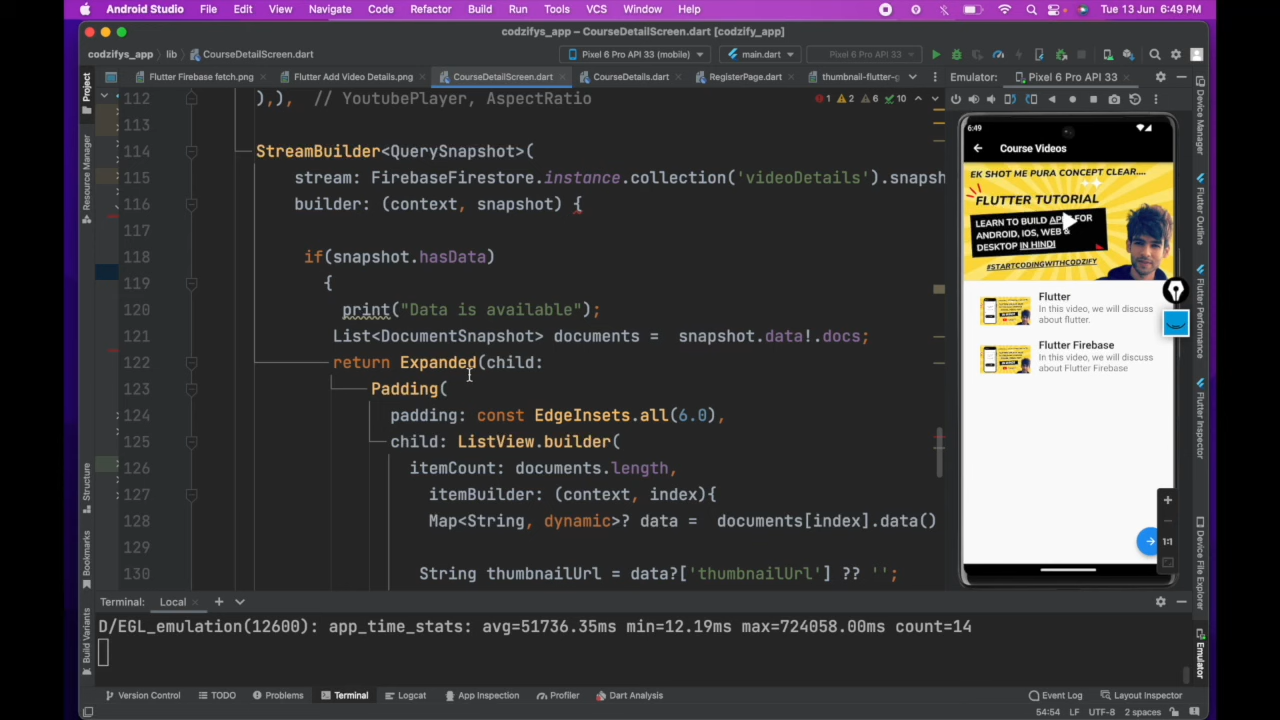 Android Studio File Edit View Navigate Code Refactor Build Run Tools VCS Window Help Tue 13 Jun 6:49 PM
codzifys_app – CourseDetailScreen.dart [codzify_app]
codzifys_app lib CourseDetailScreen.dart Pixel 6 Pro API 33 (mobile) main.dart Pixel 6 Pro API 33
Flutter Firebase fetch.png Flutter Add Video Details.png CourseDetailScreen.dart CourseDetails.dart RegisterPage.dart thumbnail-flutter- Emulator: Pixel 6 Pro API 33
Project
Resource Manager
Structure
Bookmarks
Build Variants
1 2 6 10
112 ),), // YoutubePlayer, AspectRatio
113
114 StreamBuilder<QuerySnapshot>(
115 stream: FirebaseFirestore.instance.collection('videoDetails').snapsh
116 builder: (context, snapshot) {
117
118 if(snapshot.hasData)
119 {
120 print("Data is available");
121 List<DocumentSnapshot> documents = snapshot.data!.docs;
122 return Expanded(child:
123 Padding(
124 padding: const EdgeInsets.all(6.0),
125 child: ListView.builder(
126 itemCount: documents.length,
127 itemBuilder: (context, index){
128 Map<String, dynamic>? data = documents[index].data()
129
130 String thumbnailUrl = data?['thumbnailUrl'] ?? '';
6:49
Course Videos
EK SHOT ME PURA CONCEPT CLEAR....
FLUTTER TUTORIAL
LEARN TO BUILD APP FOR
ANDROID, IOS, WEB &
DESKTOP IN HINDI
#STARTCODINGWITHCODZIFY
Flutter
In this video, we will discuss
about flutter.
Flutter Firebase
In this video, we will discuss
about Flutter Firebase
1:1
Device Manager
Flutter Outline
Flutter Performance
Flutter Inspector
Device File Explorer
Emulator
Terminal: Local
D/EGL_emulation(12600): app_time_stats: avg=51736.35ms min=12.19ms max=724058.00ms count=14
Version Control TODO Problems Terminal Logcat App Inspection Profiler Dart Analysis Event Log Layout Inspector
54:54 LF UTF-8 2 spaces